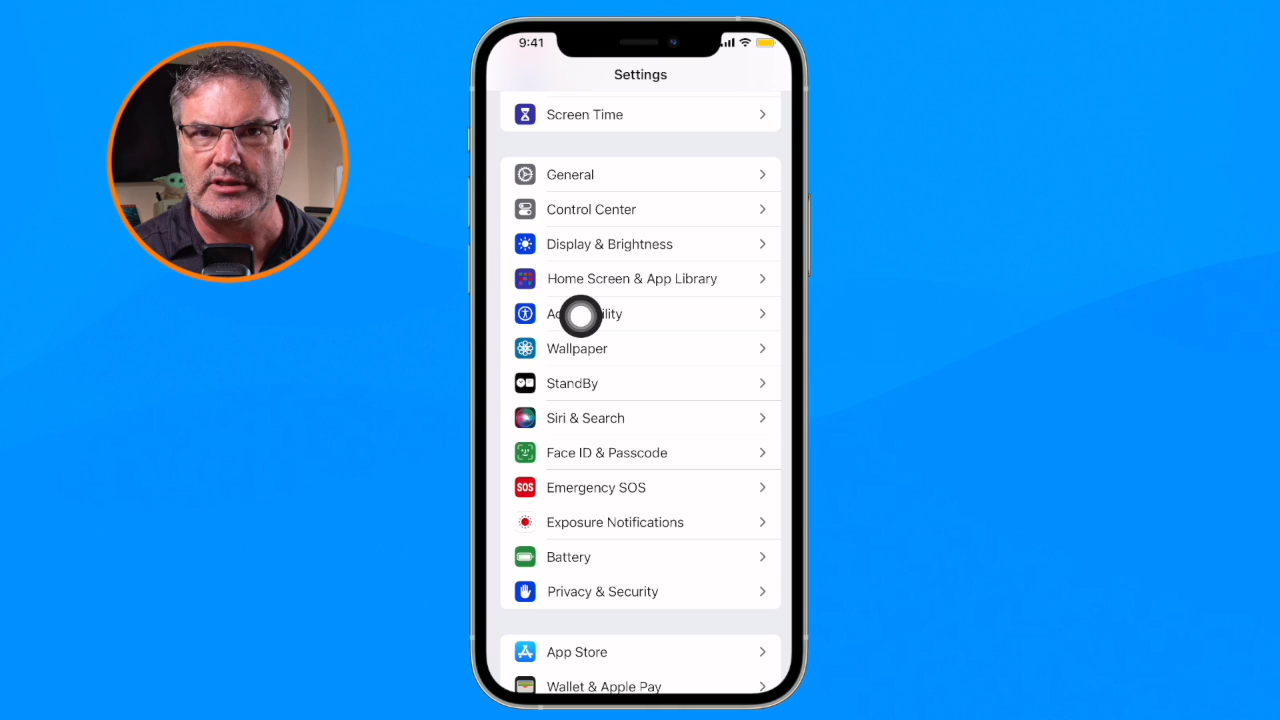 9:41
Settings
Screen Time
General
Control Center
Display & Brightness
Home Screen & App Library
Wallpaper
StandBy
Siri & Search
Face ID & Passcode
SOS Emergency SOS
Exposure Notifications
Battery
Privacy & Security
App Store
Wallet & Apple Pay